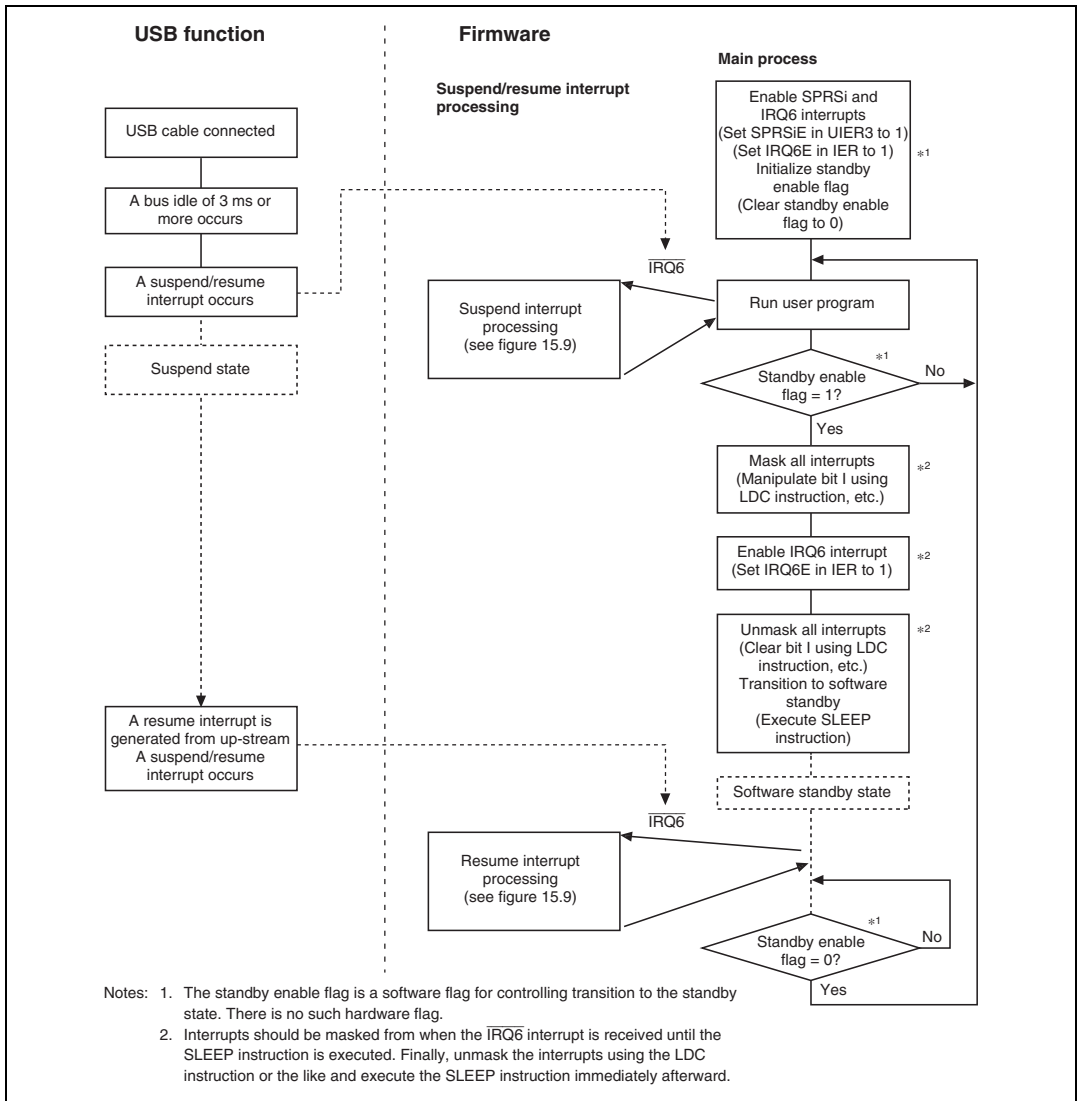 USB function
Firmware
Main process
Suspend/resume interrupt
processing
USB cable connected
A bus idle of 3 ms or
more occurs
A suspend/resume
interrupt occurs
Suspend state
A resume interrupt is
generated from up-stream
A suspend/resume
interrupt occurs
IRQ6
Suspend interrupt
processing
(see figure 15.9)
IRQ6
Resume interrupt
processing
(see figure 15.9)
Enable SPRSi and
IRQ6 interrupts
(Set SPRSiE in UIER3 to 1)
(Set IRQ6E in IER to 1)
Initialize standby
enable flag
(Clear standby enable
flag to 0)
*1
Run user program
Standby enable
flag = 1?
*1
No
Yes
Mask all interrupts
(Manipulate bit I using
LDC instruction, etc.)
*2
Enable IRQ6 interrupt
(Set IRQ6E in IER to 1)
*2
Unmask all interrupts
(Clear bit I using LDC
instruction, etc.)
Transition to software
standby
(Execute SLEEP
instruction)
*2
Software standby state
Standby enable
flag = 0?
*1
No
Yes
Notes: 1. The standby enable flag is a software flag for controlling transition to the standby
state. There is no such hardware flag.
2. Interrupts should be masked from when the IRQ6 interrupt is received until the
SLEEP instruction is executed. Finally, unmask the interrupts using the LDC
instruction or the like and execute the SLEEP instruction immediately afterward.